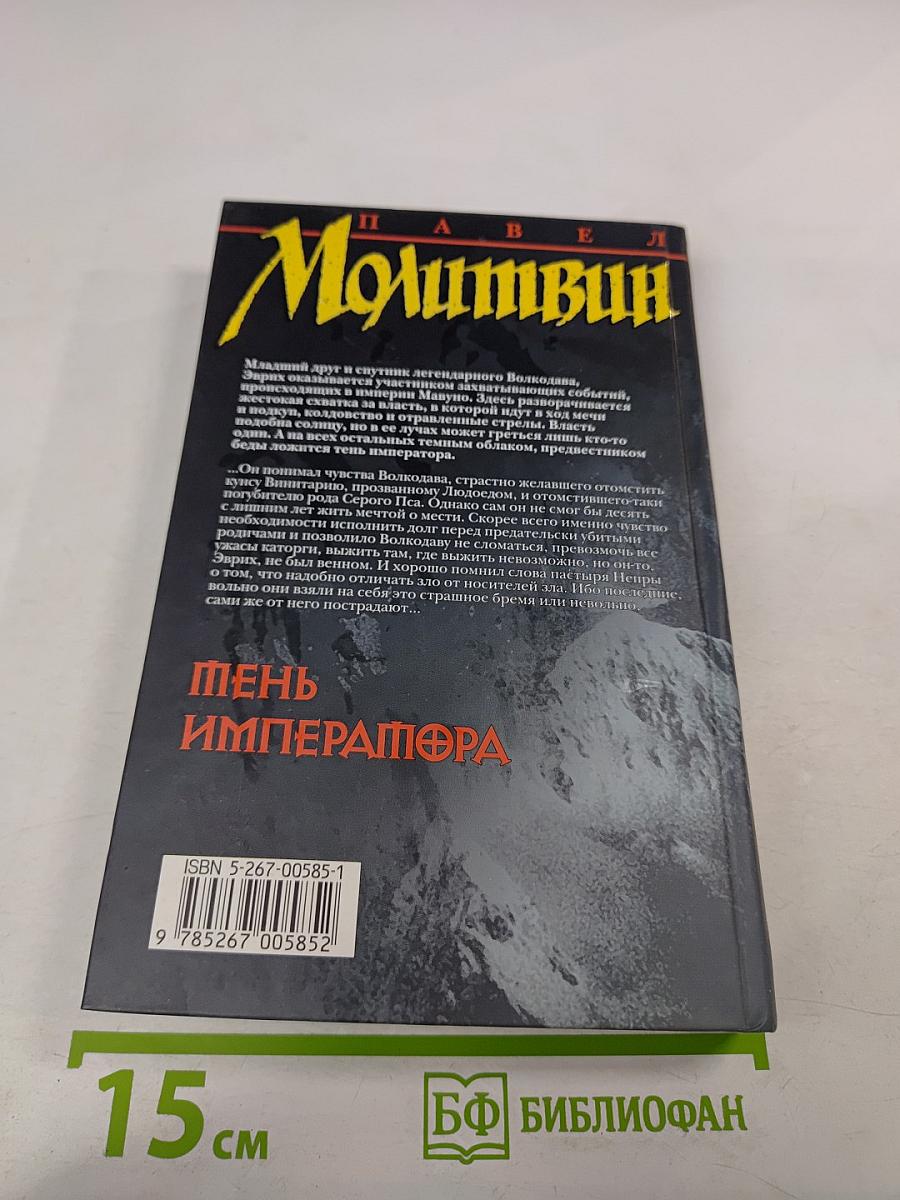 ПАВЕЛ
Молитвин
Младший друг и спутник легендарного Волкодава,
Эврих оказывается участником захватывающих событий,
происходящих в империи Мавуно. Здесь разворачивается
жестокая схватка за власть, в которой идут в ход мечи
и подкуп, колдовство и отравленные стрелы. Власть
подобна солнцу, но в ее лучах может греться лишь кто-то
один. А на всех остальных темным облаком, предвестником
беды ложится тень императора.
...Он понимал чувства Волкодава, страстно желавшего отомстить
кунсу Винитарию, прозванному Людоедом, и отомстившего-таки
погубителю рода Серого Пса. Однако сам он не смог бы десять
с лишним лет жить мечтой о мести. Скорее всего именно чувство
необходимости исполнить долг перед предательски убитыми
родичами и позволило Волкодаву не сломаться, превозмочь все
ужасы каторги, выжить там, где выжить невозможно, но он-то,
Эврих, не был венном. И хорошо помнил слова пастыря Непры
о том, что надобно отличать зло от носителей зла. Ибо последние,
вольно они взяли на себя это страшное бремя или невольно,
сами же от него пострадают...
ТЕНЬ
ИМПЕРАТОРА
ISBN 5-267-00585-1
9 785267 005852
15 см
БФ БИБЛИОФАН